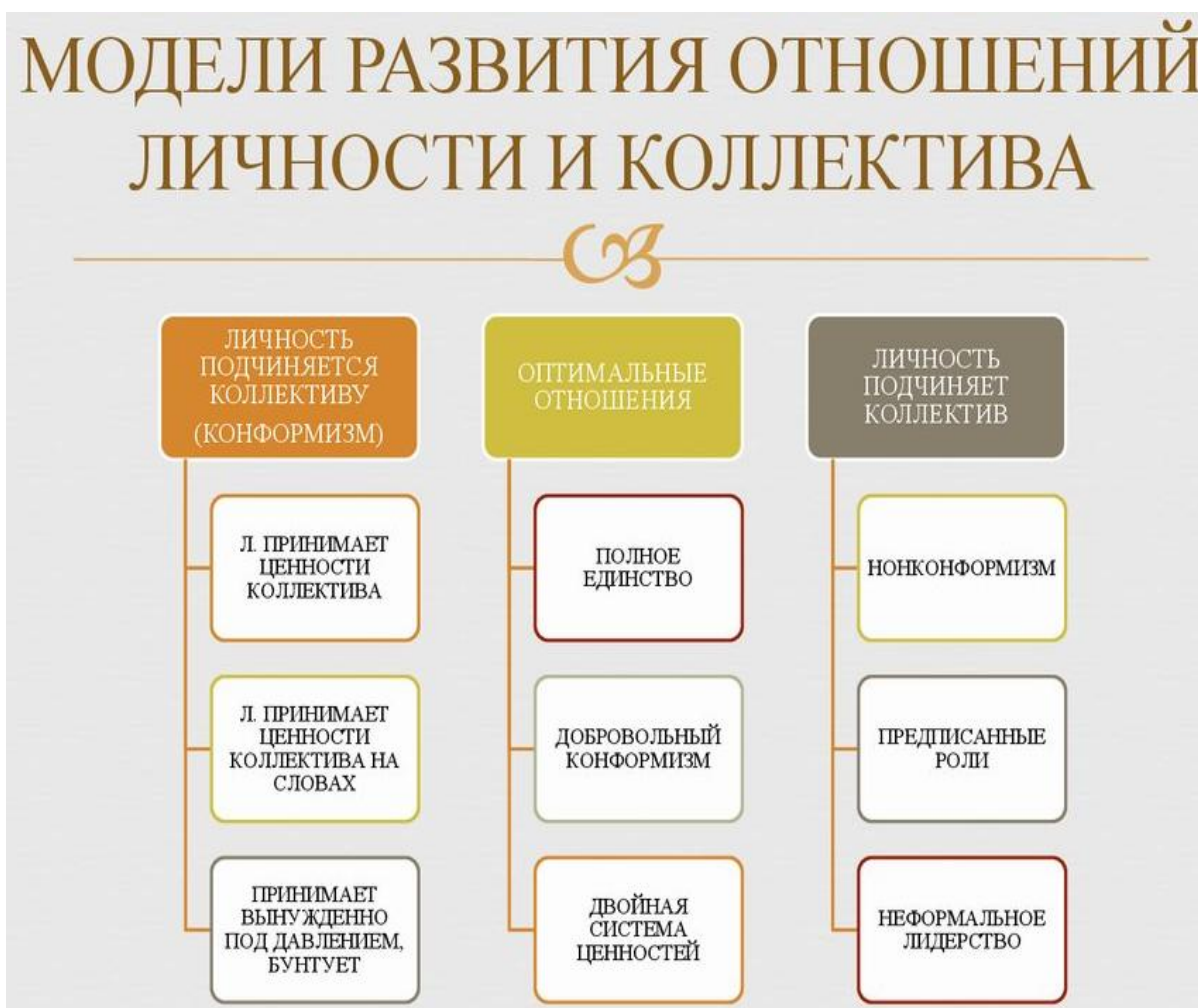 МОДЕЛИ РАЗВИТИЯ ОТНОШЕНИЙ
ЛИЧНОСТИ И КОЛЛЕКТИВА
ЛИЧНОСТЬ
ПОДЧИНЯЕТСЯ
КОЛЛЕКТИВУ
(КОНФОРМИЗМ)
Л. ПРИНИМАЕТ
ЦЕННОСТИ
КОЛЛЕКТИВА
Л. ПРИНИМАЕТ
ЦЕННОСТИ
КОЛЛЕКТИВА НА
СЛОВАХ
ПРИНИМАЕТ
ВЫНУЖДЕННО
ПОД ДАВЛЕНИЕМ,
БУНТУЕТ
ОПТИМАЛЬНЫЕ
ОТНОШЕНИЯ
ПОЛНОЕ
ЕДИНСТВО
ДОБРОВОЛЬНЫЙ
КОНФОРМИЗМ
ДВОЙНАЯ
СИСТЕМА
ЦЕННОСТЕЙ
ЛИЧНОСТЬ
ПОДЧИНЯЕТ
КОЛЛЕКТИВ
НОНКОНФОРМИЗМ
ПРЕДПИСАННЫЕ
РОЛИ
НЕФОРМАЛЬНОЕ
ЛИДЕРСТВО